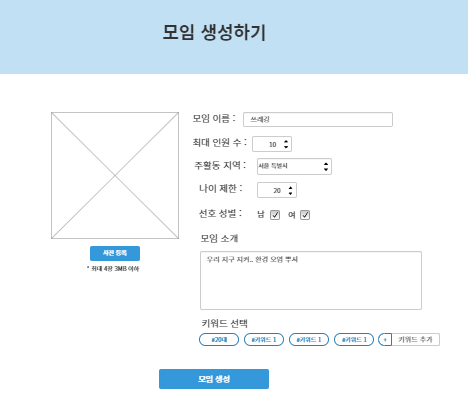 모임 생성하기
모임 이름 : 쓰레깅
최대 인원 수 : 10
주활동 지역 : 서울 특별시
나이 제한 : 20
선호 성별 : 남 여
사진 등록
* 최대 4장 3MB 이하
모임 소개
우리 지구 지켜.. 환경 모임 뿌셔
키워드 선택
#20대 #키워드 1 #키워드 1 #키워드 1 + 키워드 추가
모임 생성